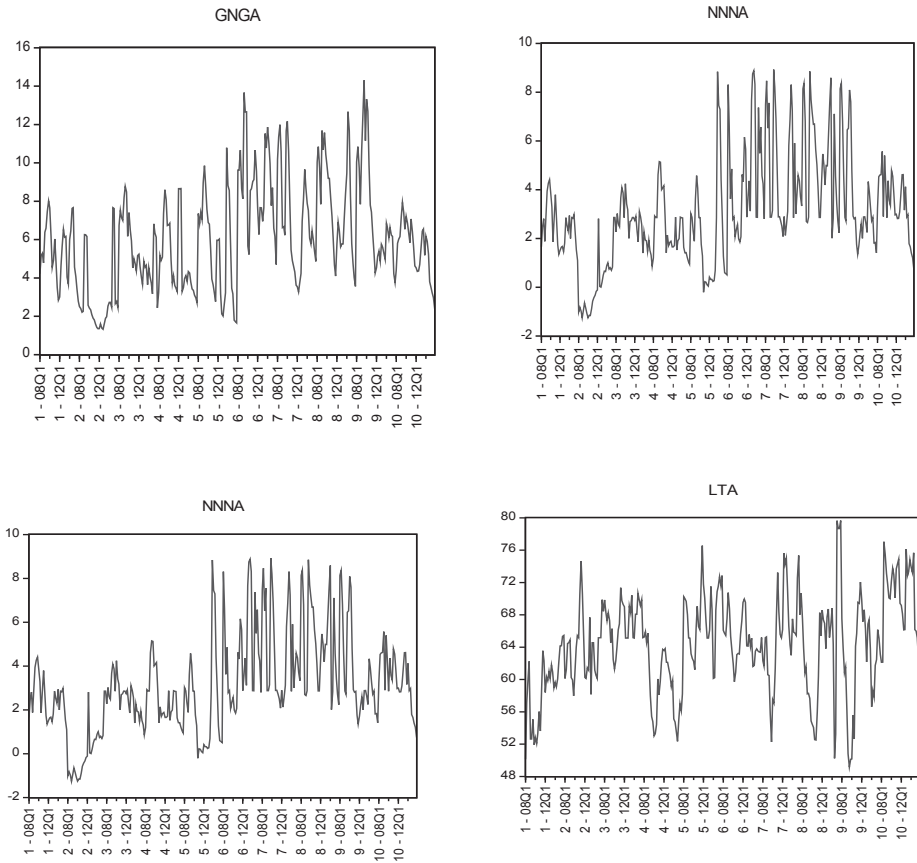 GNGA
16
14
12
10
8
6
4
2
0
1 - 08Q1
1 - 12Q1
2 - 08Q1
2 - 12Q1
3 - 08Q1
3 - 12Q1
4 - 08Q1
4 - 12Q1
5 - 08Q1
5 - 12Q1
6 - 08Q1
6 - 12Q1
7 - 08Q1
7 - 12Q1
8 - 08Q1
8 - 12Q1
9 - 08Q1
9 - 12Q1
10 - 08Q1
10 - 12Q1
NNNA
10
8
6
4
2
0
-2
1 - 08Q1
1 - 12Q1
2 - 08Q1
2 - 12Q1
3 - 08Q1
3 - 12Q1
4 - 08Q1
4 - 12Q1
5 - 08Q1
5 - 12Q1
6 - 08Q1
6 - 12Q1
7 - 08Q1
7 - 12Q1
8 - 08Q1
8 - 12Q1
9 - 08Q1
9 - 12Q1
10 - 08Q1
10 - 12Q1
NNNA
10
8
6
4
2
0
-2
1 - 08Q1
1 - 12Q1
2 - 08Q1
2 - 12Q1
3 - 08Q1
3 - 12Q1
4 - 08Q1
4 - 12Q1
5 - 08Q1
5 - 12Q1
6 - 08Q1
6 - 12Q1
7 - 08Q1
7 - 12Q1
8 - 08Q1
8 - 12Q1
9 - 08Q1
9 - 12Q1
10 - 08Q1
10 - 12Q1
LTA
80
76
72
68
64
60
56
52
48
1 - 08Q1
1 - 12Q1
2 - 08Q1
2 - 12Q1
3 - 08Q1
3 - 12Q1
4 - 08Q1
4 - 12Q1
5 - 08Q1
5 - 12Q1
6 - 08Q1
6 - 12Q1
7 - 08Q1
7 - 12Q1
8 - 08Q1
8 - 12Q1
9 - 08Q1
9 - 12Q1
10 - 08Q1
10 - 12Q1